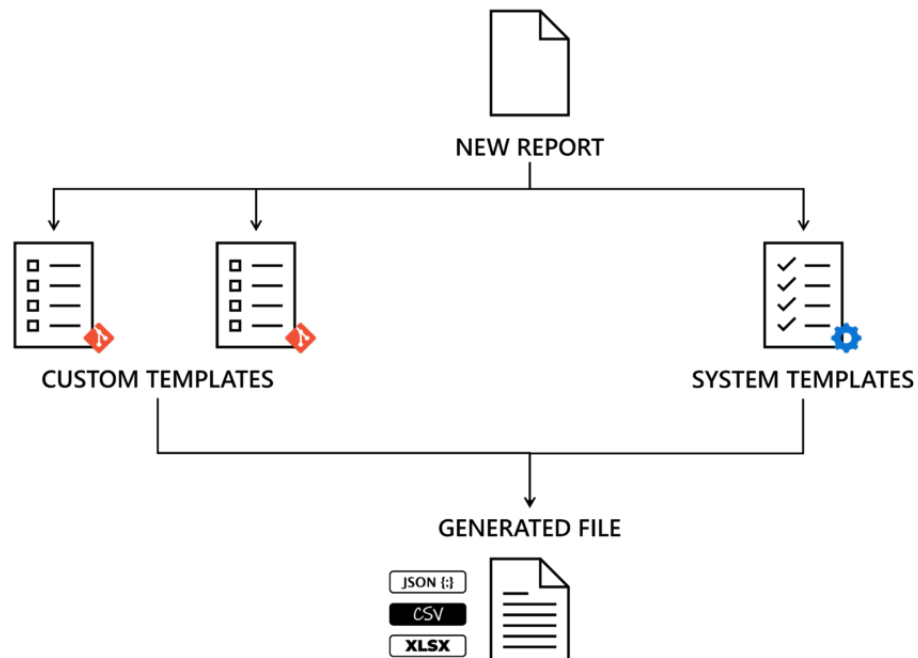 NEW REPORT
CUSTOM TEMPLATES
SYSTEM TEMPLATES
GENERATED FILE
JSON {;}
CSV
XLSX